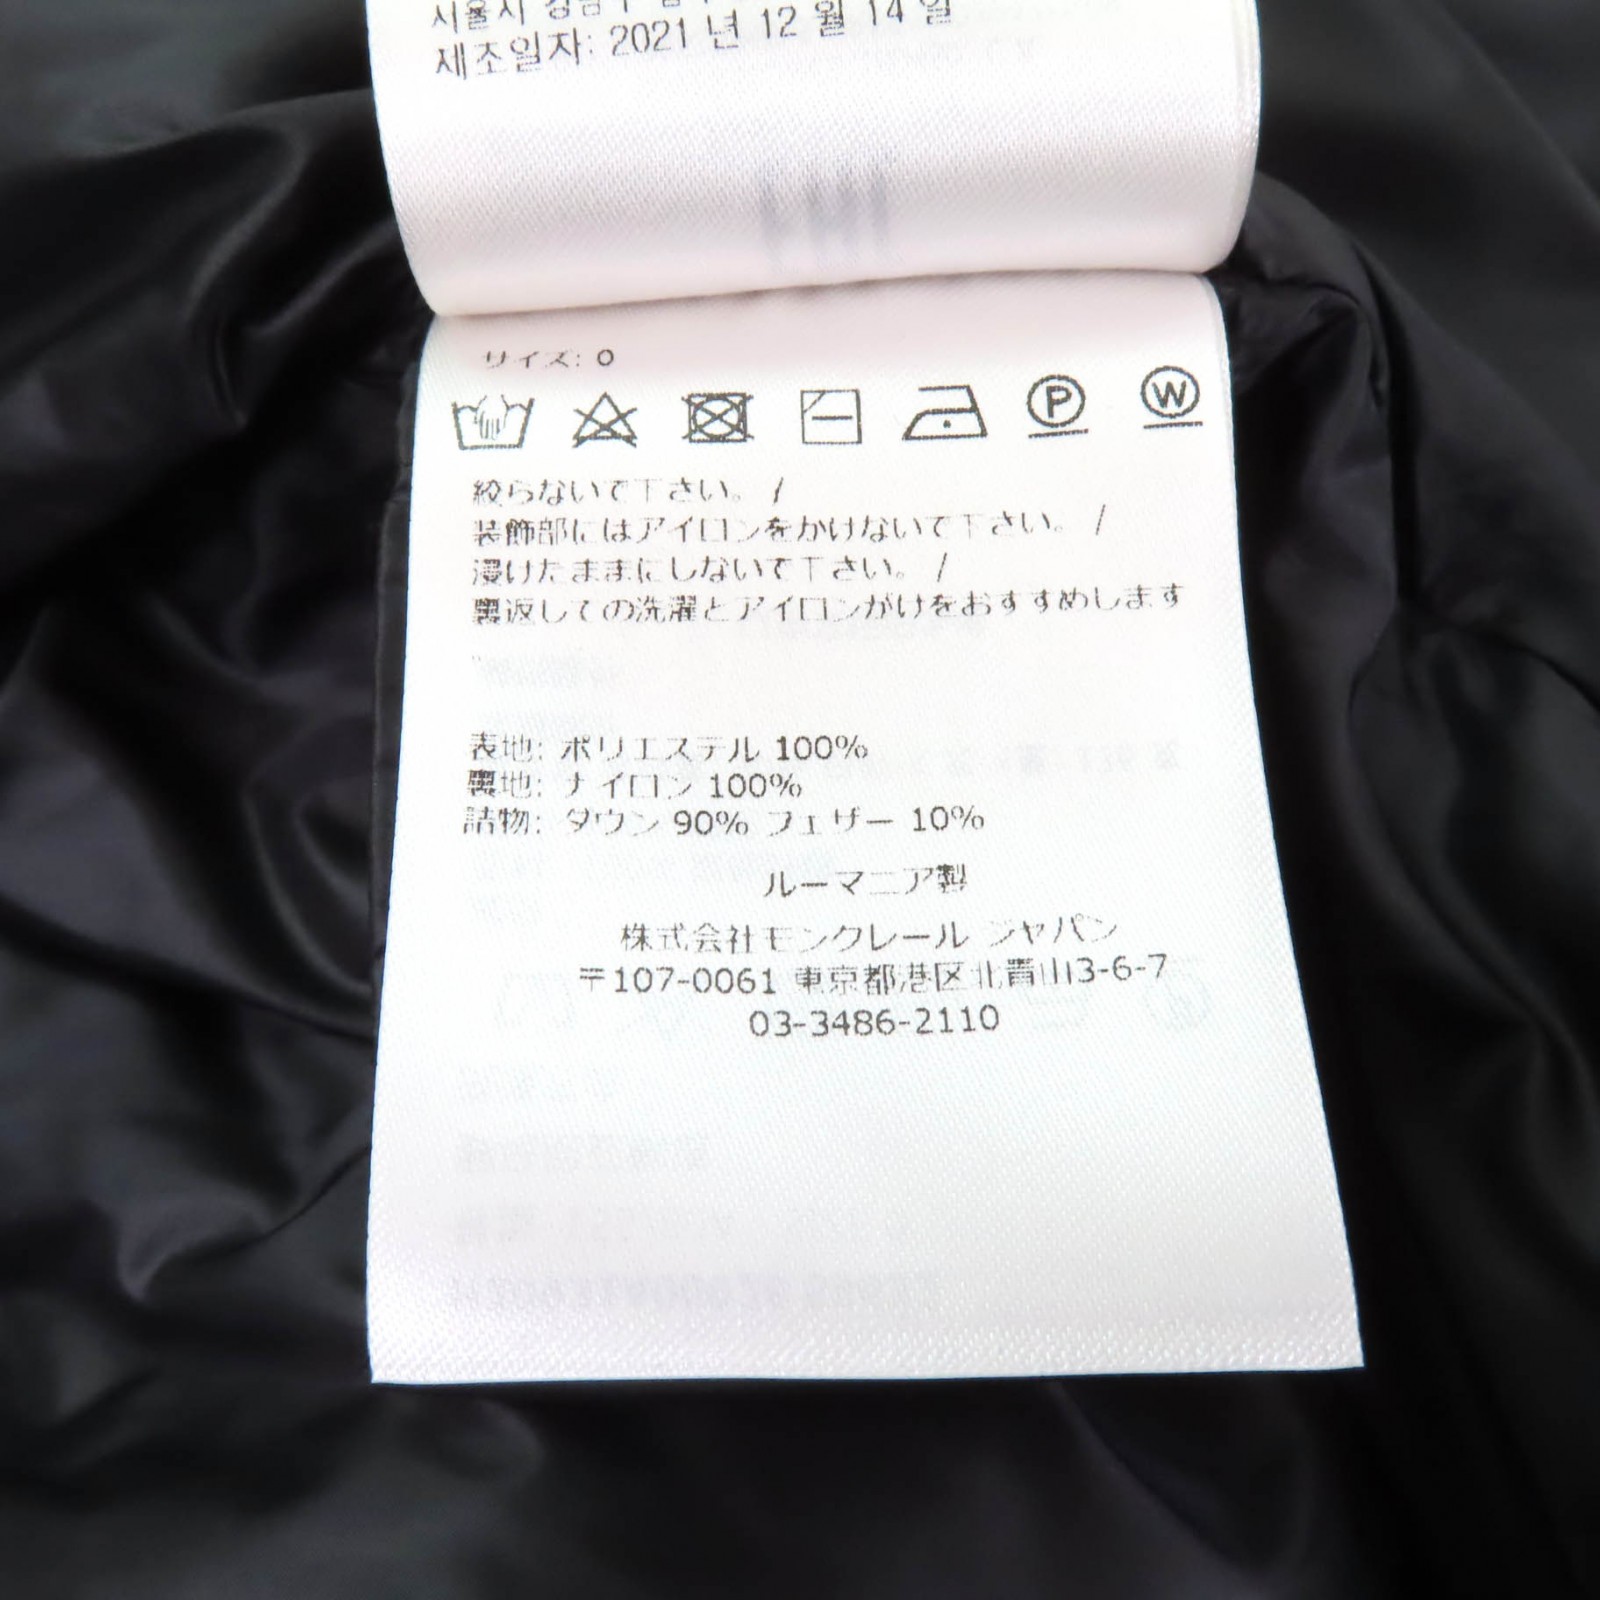 서울시 강남구
제조일자: 2021 년 12 월 14 일
サイズ: 0
P
W
絞らないで下さい。 /
装飾部にはアイロンをかけないで下さい。 /
浸けたままにしないで下さい。 /
裏返しての洗濯とアイロンがけをおすすめします
表地: ポリエステル 100%
裏地: ナイロン 100%
詰物: ダウン 90% フェザー 10%
ルーマニア製
株式会社モンクレール ジャパン
〒107-0061 東京都港区北青山3-6-7
03-3486-2110